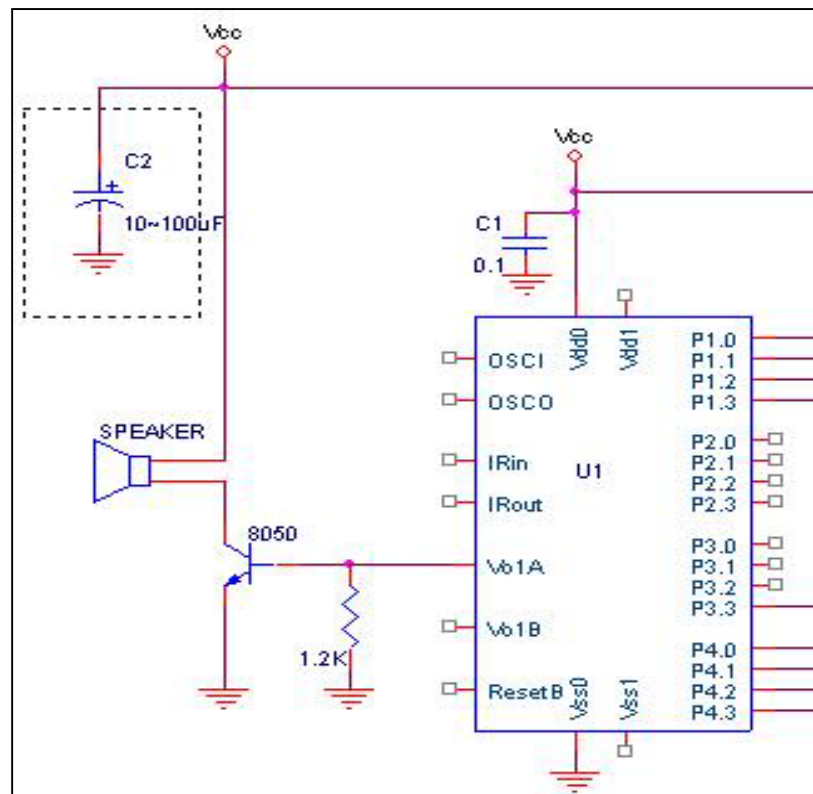 Vcc
C2
+
10~100uF
Vcc
C1
0.1
SPEAKER
8050
1.2K
U1
OSCI
OSCO
IRin
IRout
Vo1A
Vo1B
ResetB
Vdd0
Vdd1
Vss0
Vss1
P1.0
P1.1
P1.2
P1.3
P2.0
P2.1
P2.2
P2.3
P3.0
P3.1
P3.2
P3.3
P4.0
P4.1
P4.2
P4.3